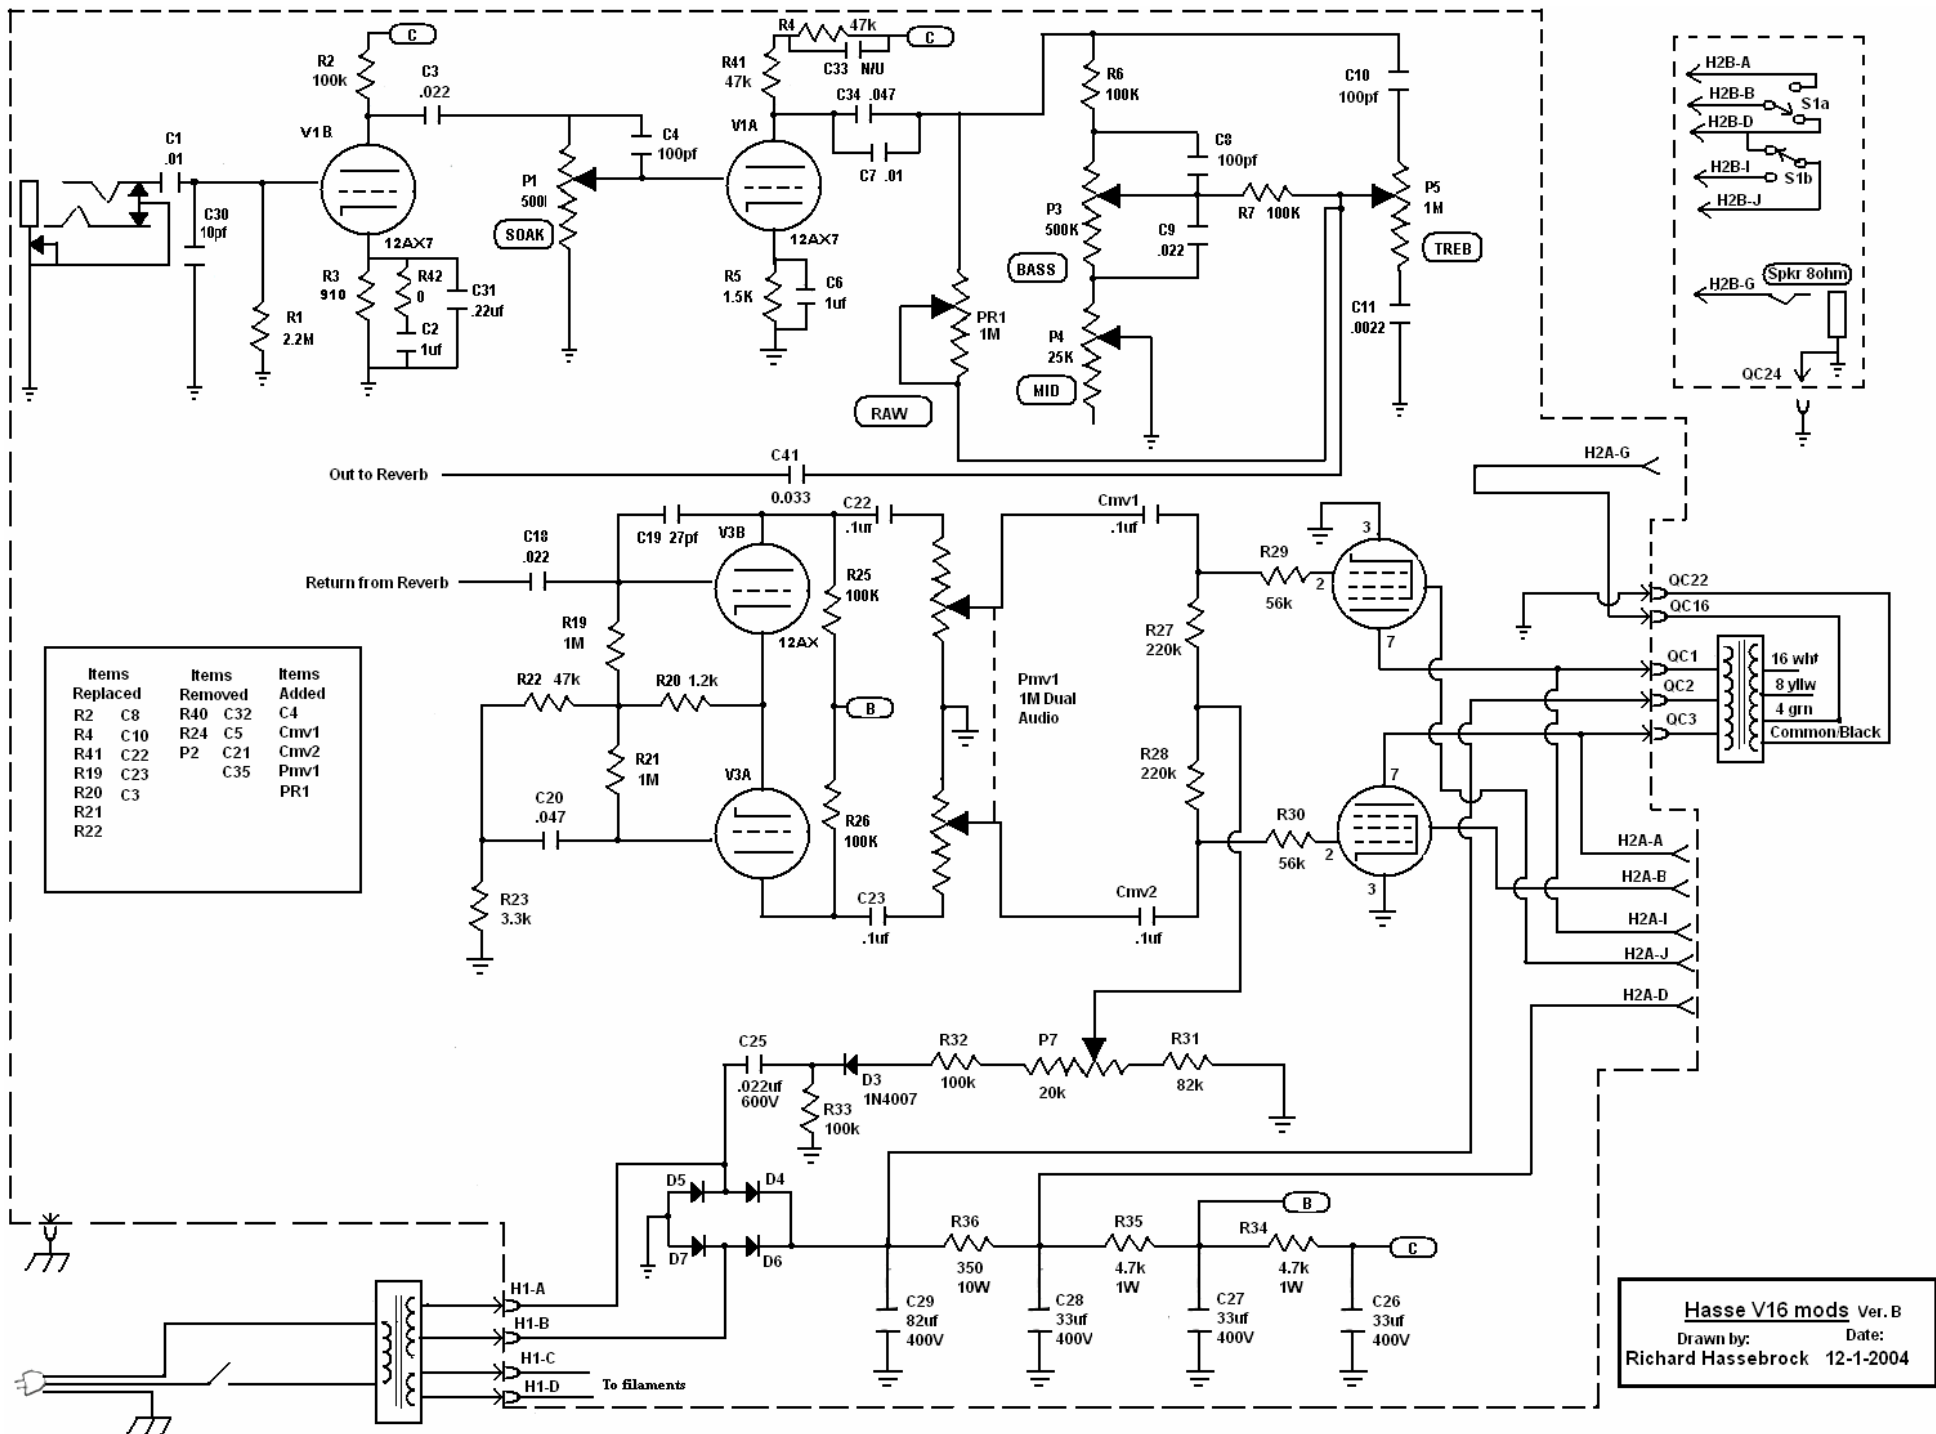 C
R2
100k
C3
.022
V1B
C1
.01
C30
10pf
R1
2.2M
12AX7
R3
910
R42
0
C2
1uf
C31
.22uf
P1
500l
SOAK
C4
100pf
R4 47k
C33 N/U
C
R41
47k
V1A
C34 .047
C7 .01
12AX7
R5
1.5K
C6
1uf
PR1
1M
RAW
R6
100K
C8
100pf
P3
500K
BASS
C9
.022
R7 100K
P4
25K
MID
C10
100pf
P5
1M
TREB
C11
.0022
H2B-A
H2B-B
S1a
H2B-D
H2B-I
S1b
H2B-J
Spkr 8ohm
H2B-G
QC24
Out to Reverb
C41
0.033
Return from Reverb
C18
.022
C19 27pf
V3B
C22
.1uf
R19
1M
12AX
R25
100K
R22 47k
R20 1.2k
B
R21
1M
V3A
C20
.047
R26
100K
R23
3.3k
C23
.1uf
Pmv1
1M Dual
Audio
Cmv1
.1uf
Cmv2
.1uf
R27
220k
R28
220k
R29
56k
R30
56k
3
2
7
7
2
3
H2A-G
QC22
QC16
QC1
QC2
QC3
16 wht
8 yllw
4 grn
Common/Black
H2A-A
H2A-B
H2A-I
H2A-J
H2A-D
Items Items Items
Replaced Removed Added
R2 C8 R40 C32 C4
R4 C10 R24 C5 Cmv1
R41 C22 P2 C21 Cmv2
R19 C23 C35 Pmv1
R20 C3 PR1
R21
R22
C25
.022uf
600V
R33
100k
D3
1N4007
R32
100k
P7
20k
R31
82k
D5 D4
D7 D6
R36
350
10W
R35
4.7k
1W
B
R34
4.7k
1W
C
C29
82uf
400V
C28
33uf
400V
C27
33uf
400V
C26
33uf
400V
H1-A
H1-B
H1-C
H1-D
To filaments
Hasse V16 mods Ver. B
Drawn by: Date:
Richard Hassebrock 12-1-2004